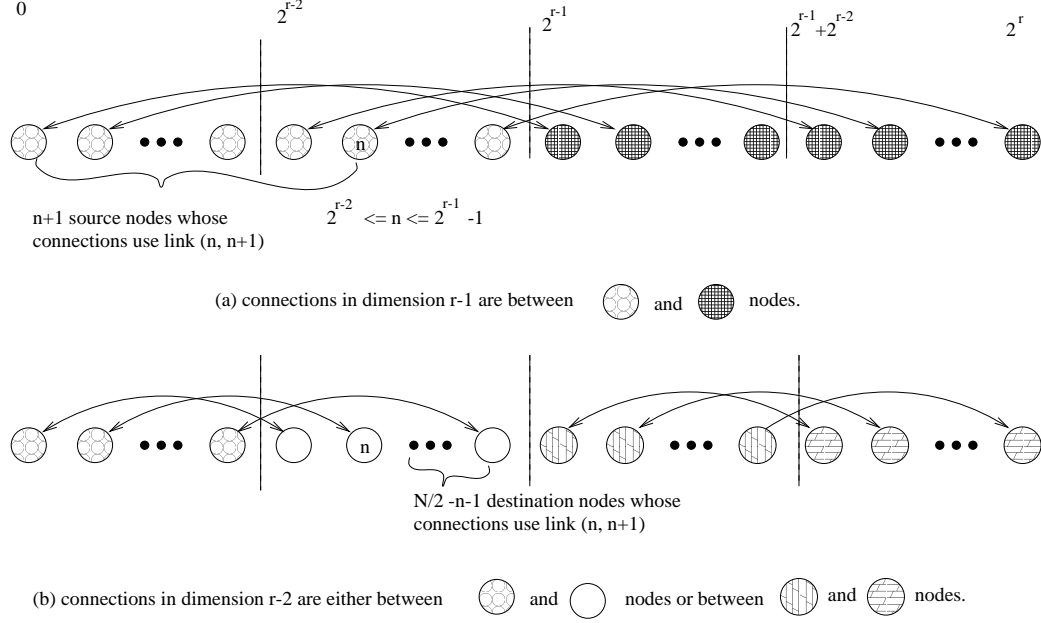 0
2^{r-2}
2^{r-1}
2^{r-1}+2^{r-2}
2^{r}
n
n+1 source nodes whose
connections use link (n, n+1)
2^{r-2} <= n <= 2^{r-1} -1
(a) connections in dimension r-1 are between and nodes.
n
N/2 -n-1 destination nodes whose
connections use link (n, n+1)
(b) connections in dimension r-2 are either between and nodes or between and nodes.